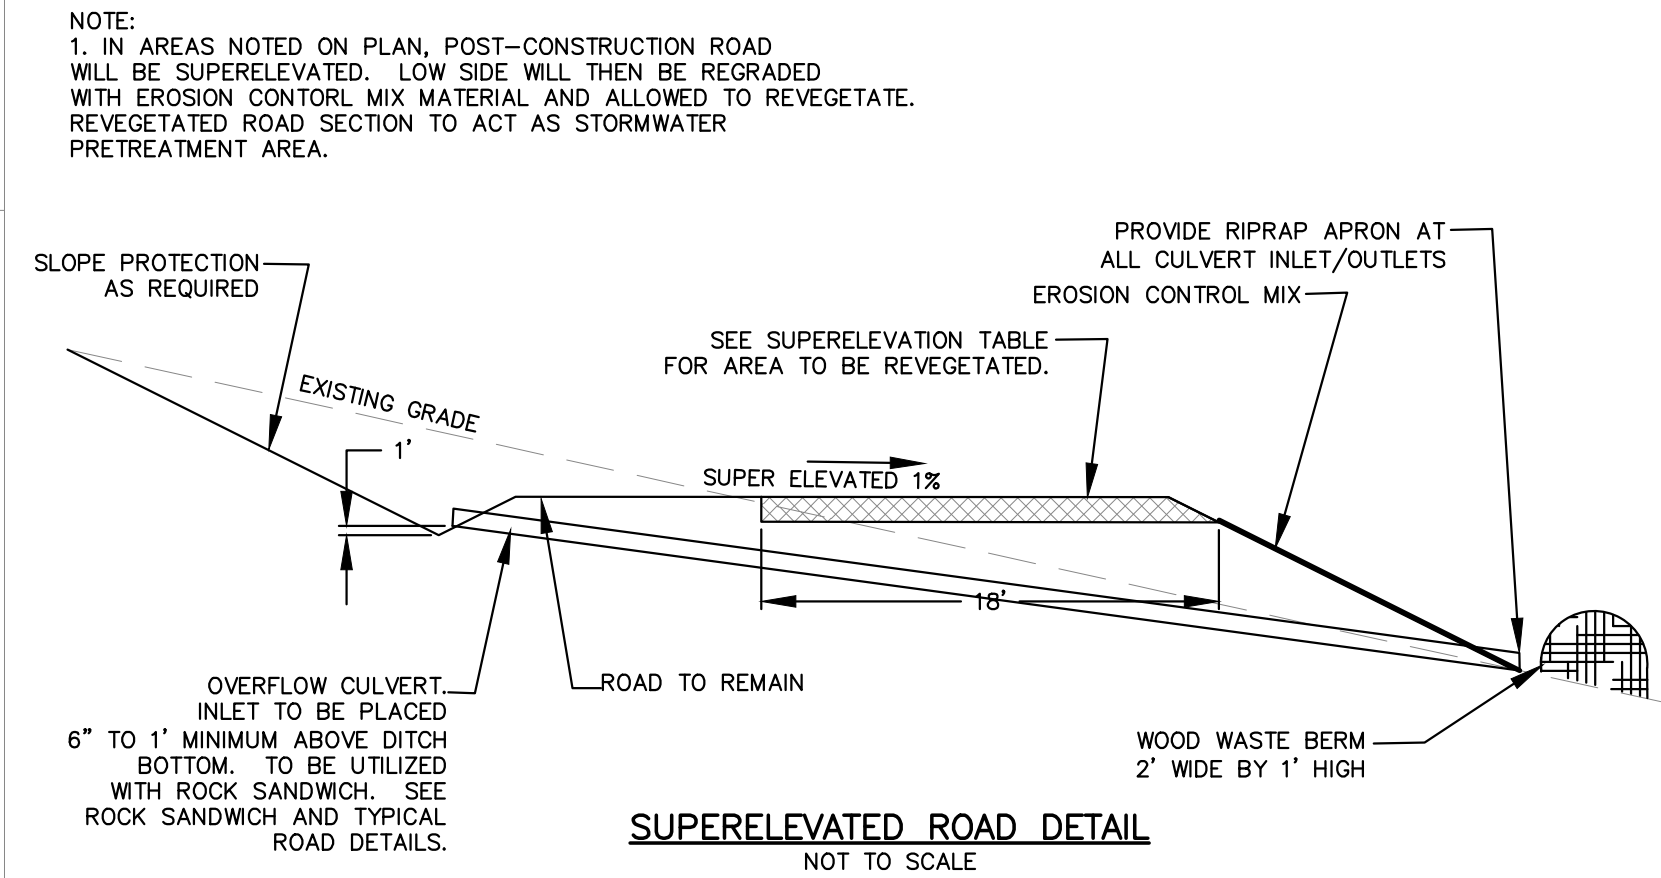 NOTE:
1. IN AREAS NOTED ON PLAN, POST-CONSTRUCTION ROAD
WILL BE SUPERELEVATED. LOW SIDE WILL THEN BE REGRADED
WITH EROSION CONTORL MIX MATERIAL AND ALLOWED TO REVEGETATE.
REVEGETATED ROAD SECTION TO ACT AS STORMWATER
PRETREATMENT AREA.
PROVIDE RIPRAP APRON AT
ALL CULVERT INLET/OUTLETS
SLOPE PROTECTION
AS REQUIRED
EROSION CONTROL MIX
SEE SUPERELEVATION TABLE
FOR AREA TO BE REVEGETATED.
EXISTING GRADE
1'
SUPER ELEVATED 1%
18'
OVERFLOW CULVERT.
INLET TO BE PLACED
6" TO 1' MINIMUM ABOVE DITCH
BOTTOM. TO BE UTILIZED
WITH ROCK SANDWICH. SEE
ROCK SANDWICH AND TYPICAL
ROAD DETAILS.
ROAD TO REMAIN
WOOD WASTE BERM
2' WIDE BY 1' HIGH
SUPERELEVATED ROAD DETAIL
NOT TO SCALE